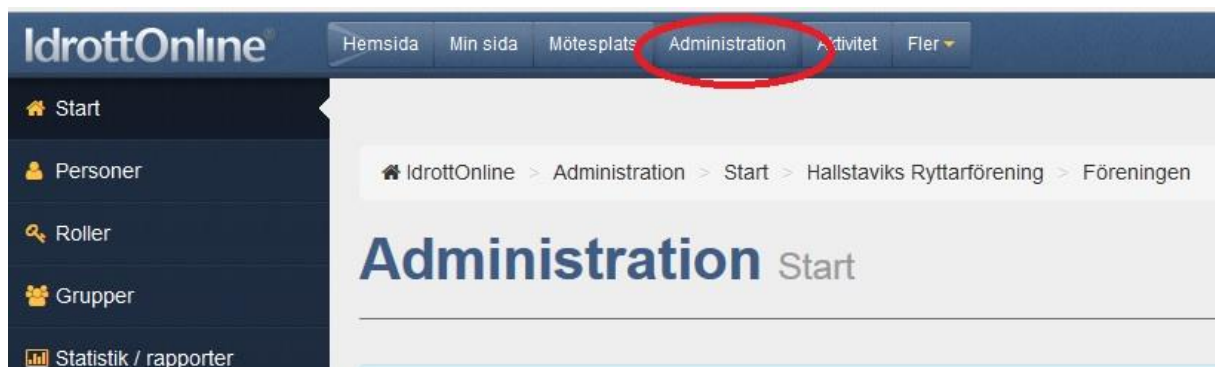 IdrottOnline®
Hemsida Min sida Mötesplats Administration Aktivitet Fler
Start
Personer
IdrottOnline > Administration > Start > Hallstaviks Ryttarförening > Föreningen
Roller
Administration Start
Grupper
Statistik / rapporter